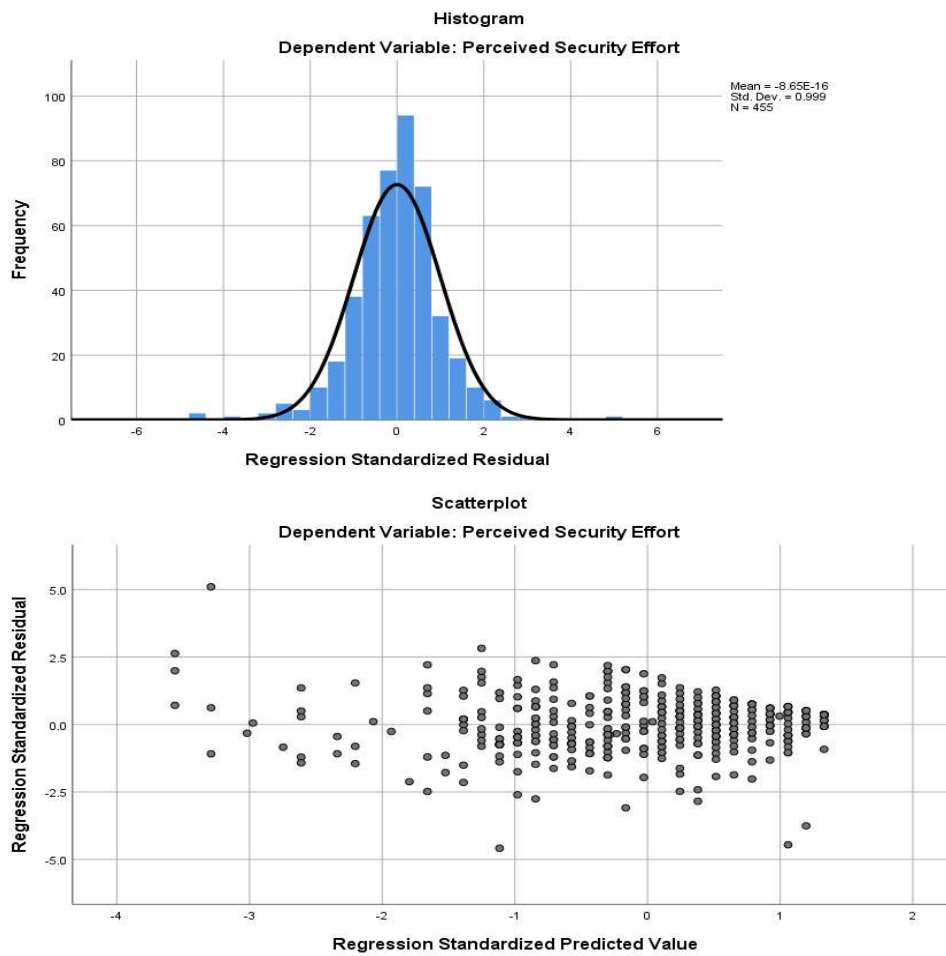 Histogram
Dependent Variable: Perceived Security Effort
Mean = -8.65E-16
Std. Dev. = 0.999
N = 455
100
80
60
40
20
0
Frequency
-6 -4 -2 0 2 4 6
Regression Standardized Residual
Scatterplot
Dependent Variable: Perceived Security Effort
5.0
2.5
0.0
-2.5
-5.0
Regression Standardized Residual
-4 -3 -2 -1 0 1 2
Regression Standardized Predicted Value